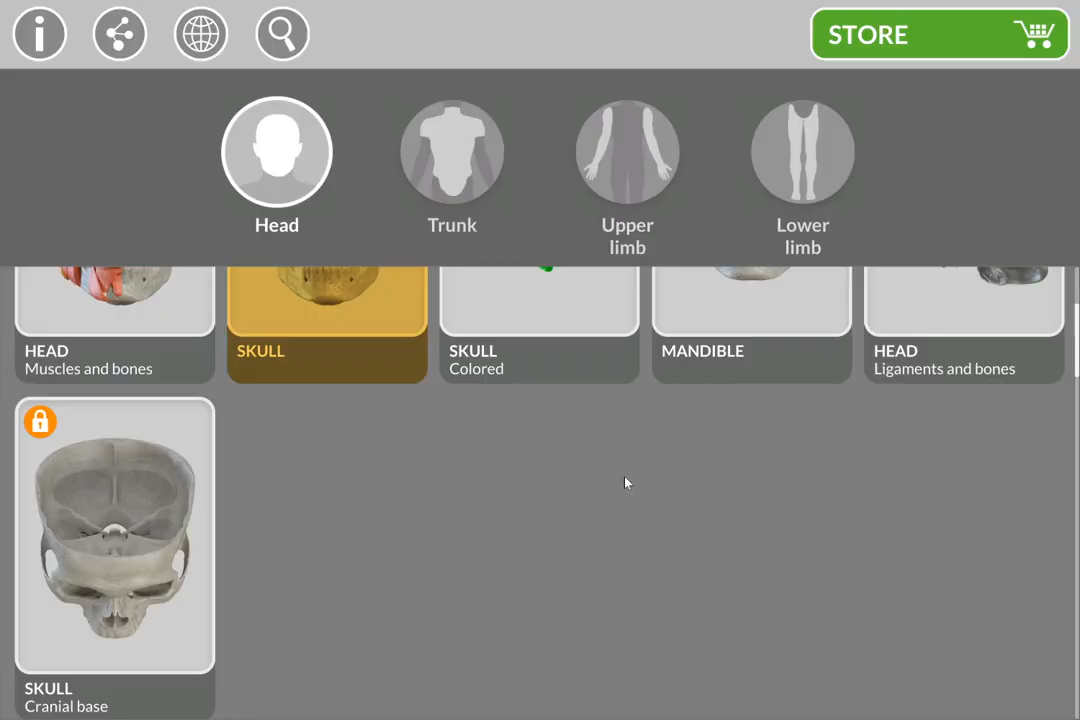 STORE
Head
Trunk
Upper
limb
Lower
limb
HEAD
Muscles and bones
SKULL
SKULL
Colored
MANDIBLE
HEAD
Ligaments and bones
SKULL
Cranial base